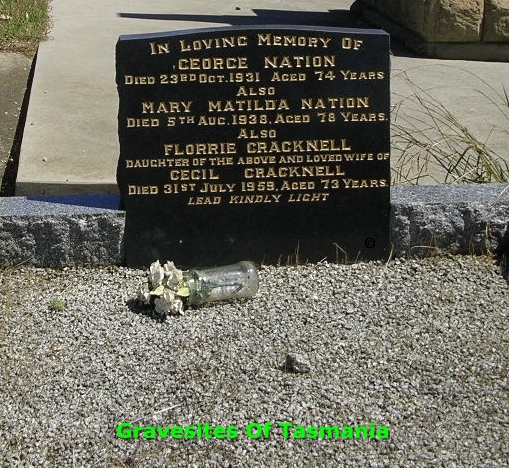 In Loving Memory Of
GEORGE NATION
Died 23rd Oct. 1931 Aged 74 Years
Also
MARY MATILDA NATION
Died 5th Aug. 1938. Aged 78 Years.
Also
FLORRIE CRACKNELL
DAUGHTER OF THE ABOVE AND LOVED WIFE OF
CECIL CRACKNELL
Died 31st July 1959, Aged 73 Years.
LEAD KINDLY LIGHT
Gravesites Of Tasmania